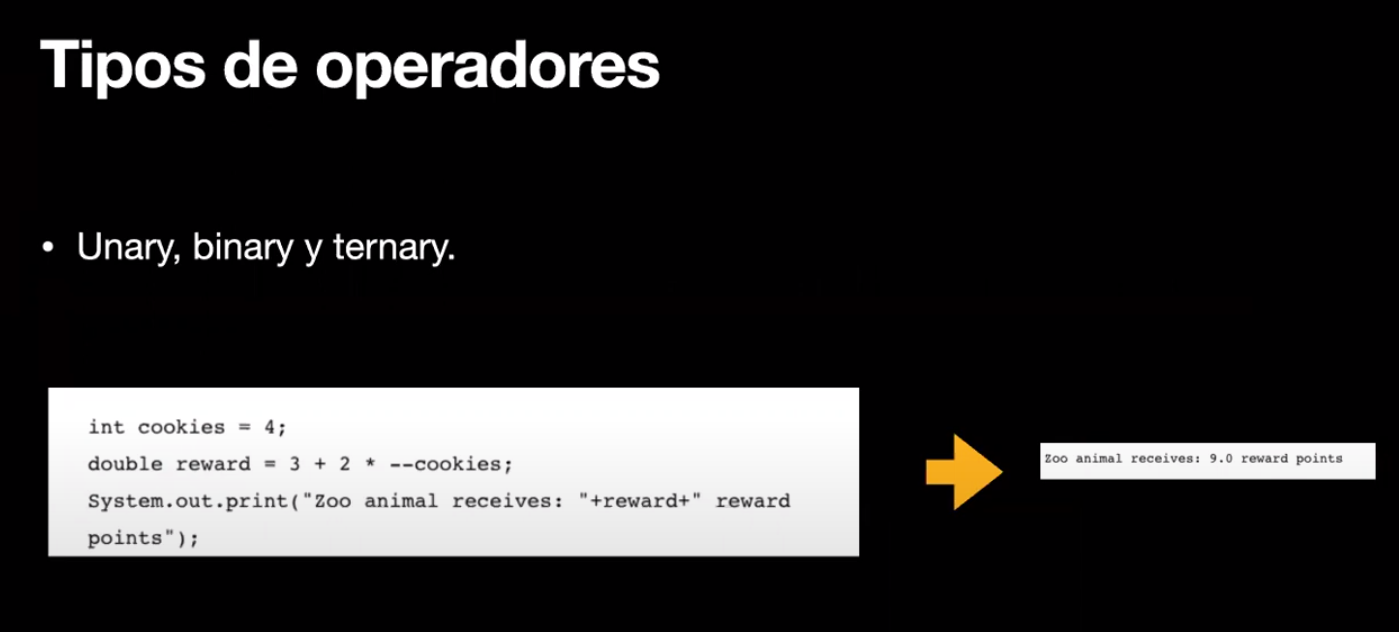 Tipos de operadores
• Unary, binary y ternary.
int cookies = 4;
double reward = 3 + 2 * --cookies;
System.out.print("Zoo animal receives: "+reward+" reward
points");
Zoo animal receives: 9.0 reward points